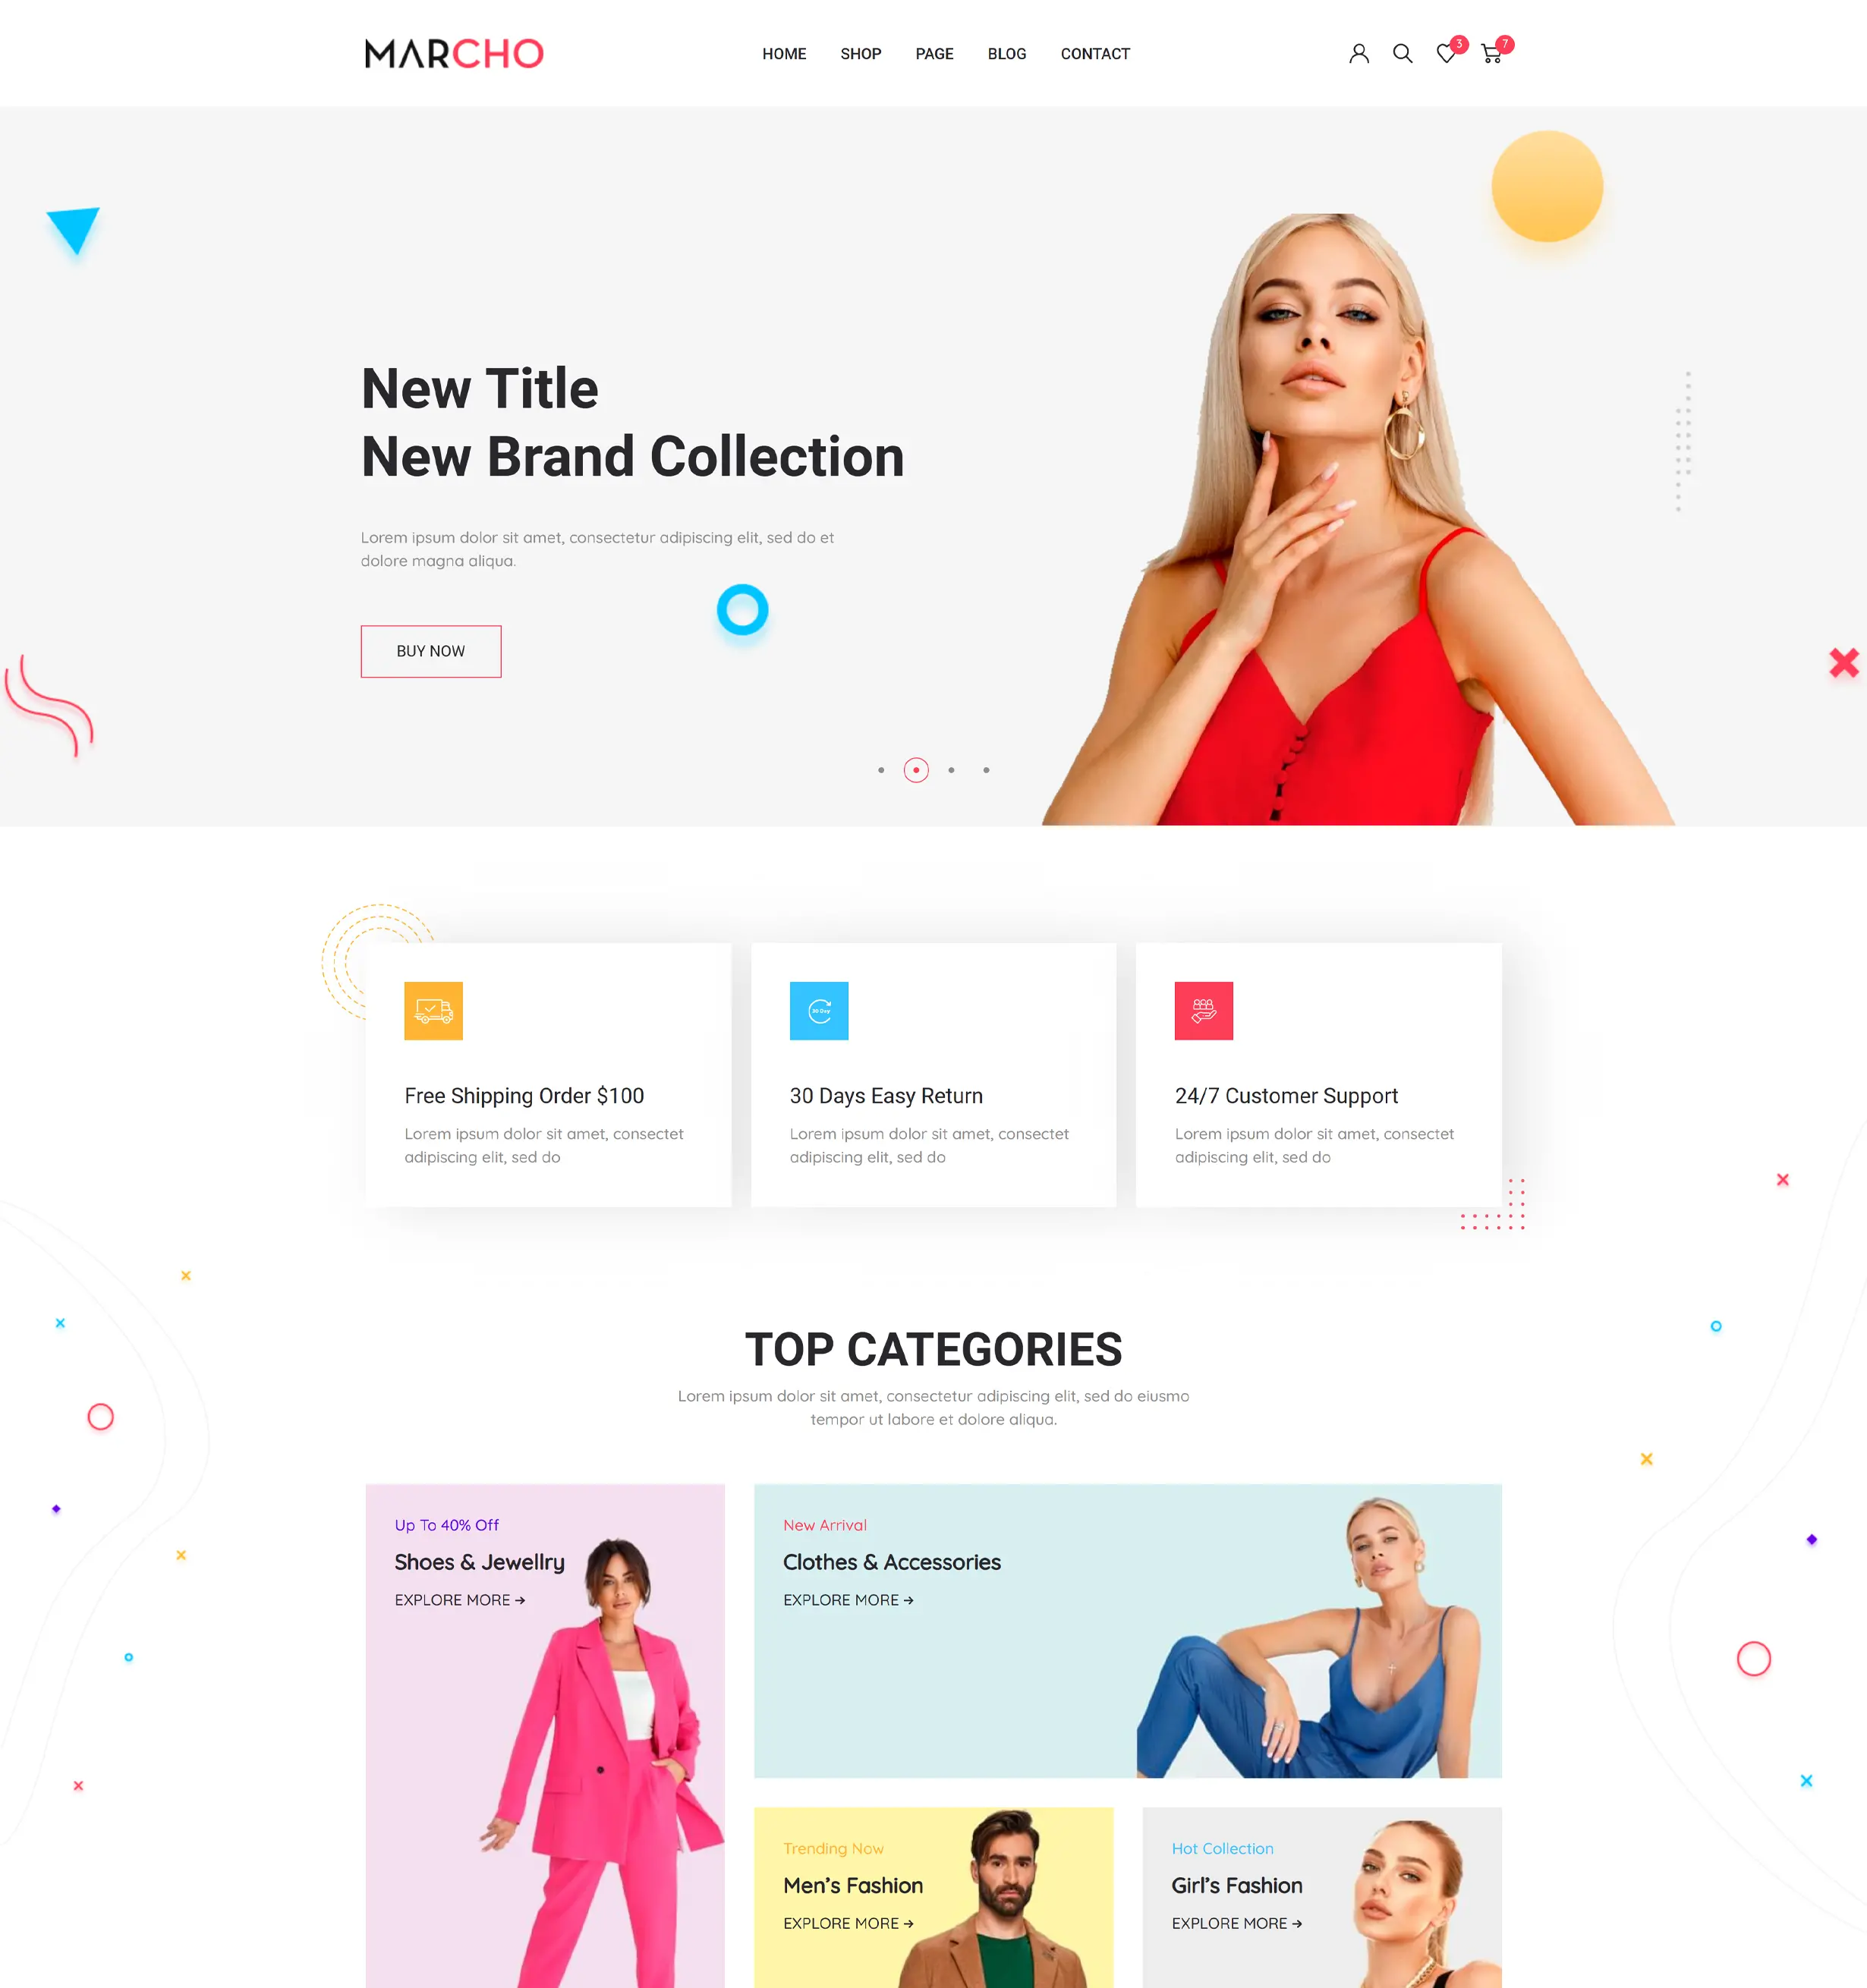 MARCHO
HOME SHOP PAGE BLOG CONTACT
3 7
New Title
New Brand Collection
Lorem ipsum dolor sit amet, consectetur adipiscing elit, sed do et
dolore magna aliqua.
BUY NOW
30 Day
Free Shipping Order $100
Lorem ipsum dolor sit amet, consectet
adipiscing elit, sed do
30 Days Easy Return
Lorem ipsum dolor sit amet, consectet
adipiscing elit, sed do
24/7 Customer Support
Lorem ipsum dolor sit amet, consectet
adipiscing elit, sed do
TOP CATEGORIES
Lorem ipsum dolor sit amet, consectetur adipiscing elit, sed do eiusmo
tempor ut labore et dolore aliqua.
Up To 40% Off
Shoes & Jewellry
EXPLORE MORE →
New Arrival
Clothes & Accessories
EXPLORE MORE →
Trending Now
Men’s Fashion
EXPLORE MORE →
Hot Collection
Girl’s Fashion
EXPLORE MORE →